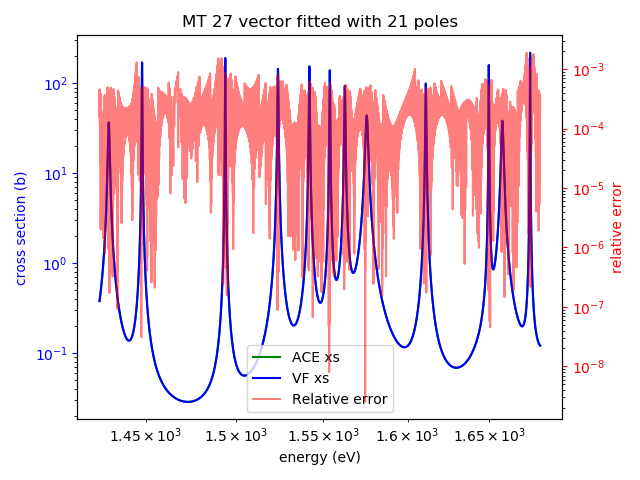 MT 27 vector fitted with 21 poles
cross section (b)
10²
10¹
10⁰
10⁻¹
10⁻³
10⁻⁴
10⁻⁵
10⁻⁶
10⁻⁷
10⁻⁸
relative error
ACE xs
VF xs
Relative error
1.45×10³ 1.5×10³ 1.55×10³ 1.6×10³ 1.65×10³
energy (eV)